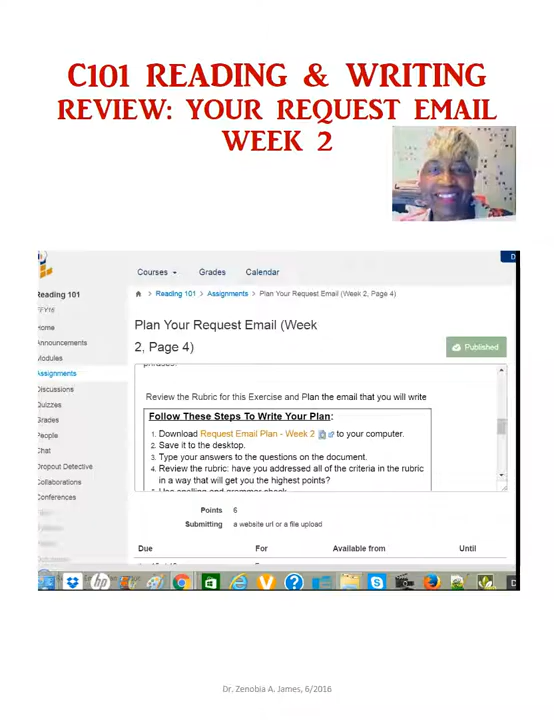 C101 READING & WRITING
REVIEW: YOUR REQUEST EMAIL
WEEK 2
Courses Grades Calendar
Reading 101 > Reading 101 > Assignments > Plan Your Request Email (Week 2, Page 4)
Home
Announcements
Modules
Assignments
Discussions
Quizzes
Grades
People
Chat
Dropout Detective
Collaborations
Conferences
Plan Your Request Email (Week
2, Page 4)
Published
phrases.
Review the Rubric for this Exercise and Plan the email that you will write
Follow These Steps To Write Your Plan:
1. Download Request Email Plan - Week 2 to your computer.
2. Save it to the desktop.
3. Type your answers to the questions on the document.
4. Review the rubric: have you addressed all of the criteria in the rubric
in a way that will get you the highest points?
5. Use spelling and grammar check
Points 6
Submitting a website url or a file upload
Due For Available from Until
Dr. Zenobia A. James, 6/2016